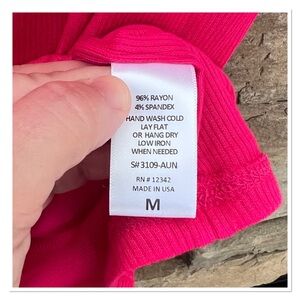 96% RAYON
4% SPANDEX
HAND WASH COLD
LAY FLAT
OR HANG DRY
LOW IRON
WHEN NEEDED
S#3109-AUN
RN # 12342
MADE IN USA
M